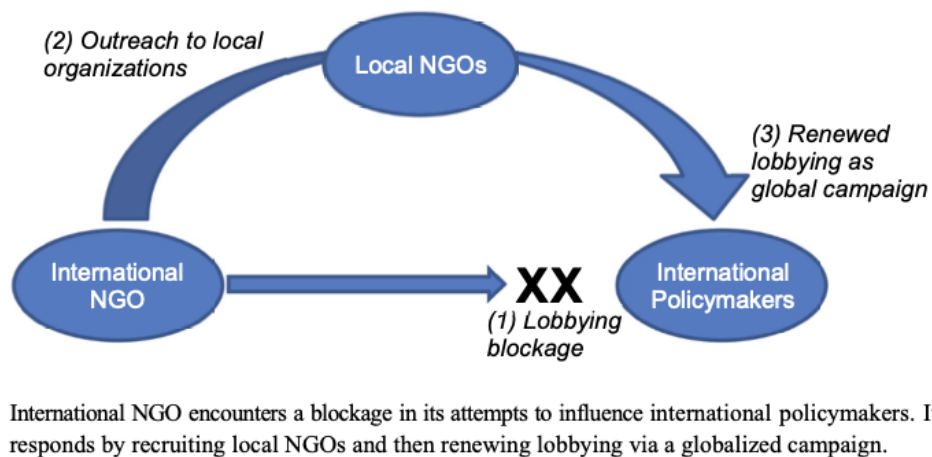 (2) Outreach to local
organizations
Local NGOs
(3) Renewed
lobbying as
global campaign
International
NGO
XX
(1) Lobbying
blockage
International
Policymakers
International NGO encounters a blockage in its attempts to influence international policymakers.
responds by recruiting local NGOs and then renewing lobbying via a globalized campaign.